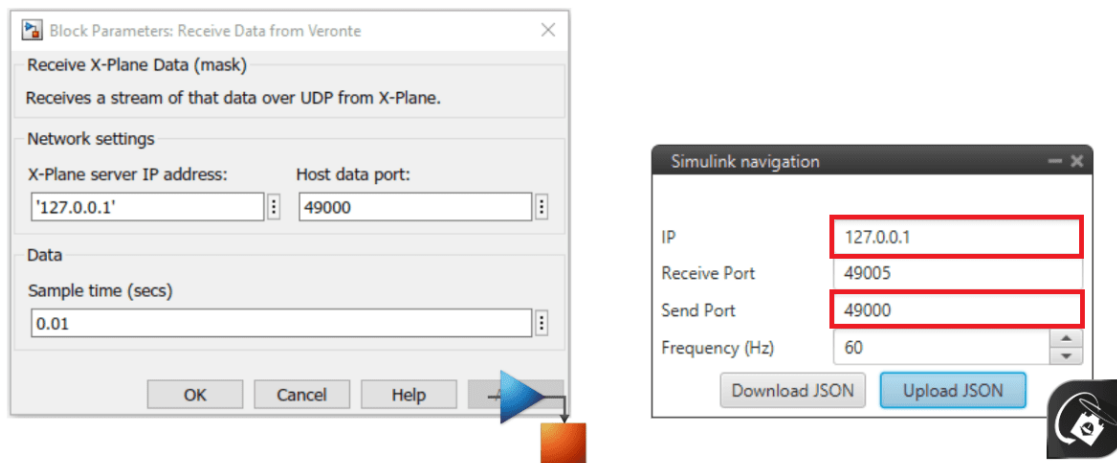 Block Parameters: Receive Data from Veronte
Receive X-Plane Data (mask)
Receives a stream of that data over UDP from X-Plane.
Network settings
X-Plane server IP address:
Host data port:
'127.0.0.1'
49000
Data
Sample time (secs)
0.01
OK
Cancel
Help
Simulink navigation
IP
127.0.0.1
Receive Port
49005
Send Port
49000
Frequency (Hz)
60
Download JSON
Upload JSON